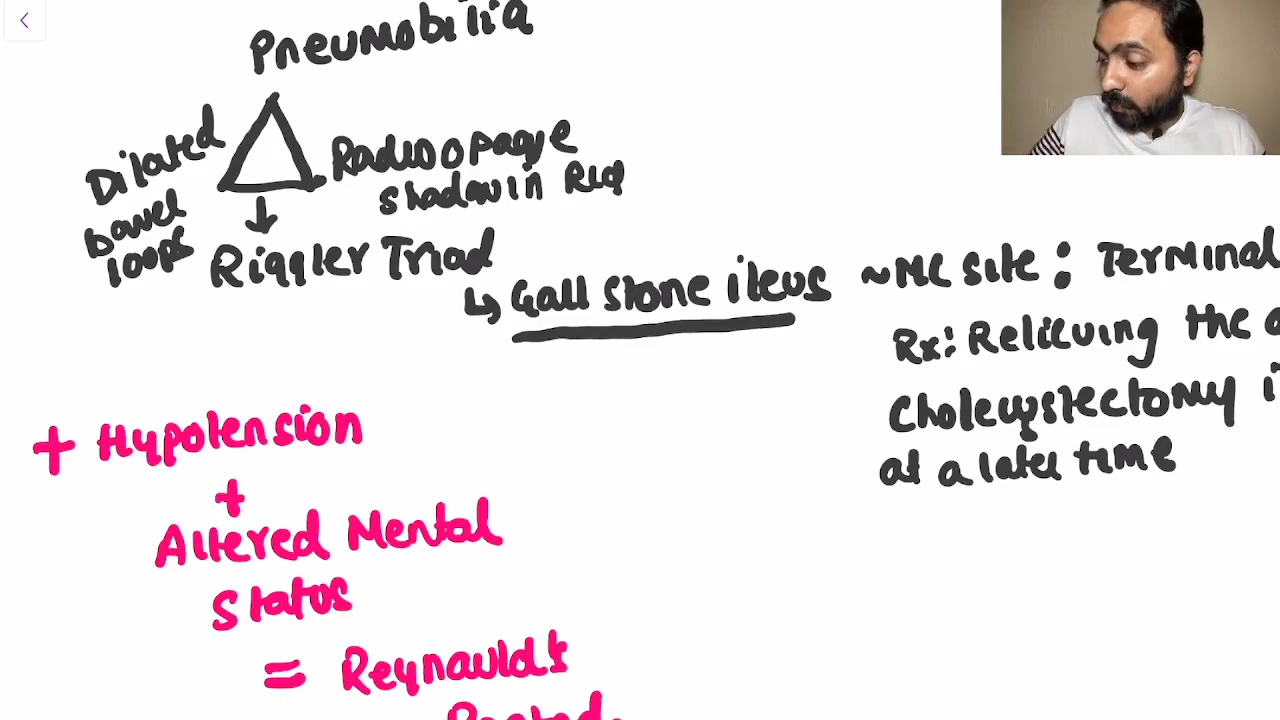 Pneumobilia
Dilated
bowel
loops
Radioopaque
shadow in RLQ
Riggler Triad
↳ Gall stone ileus
~MC site: Terminal
Rx: Relieving the
Cholecystectomy
at a later time
+ Hypotension
+
Altered Mental
Status
= Reynauld's